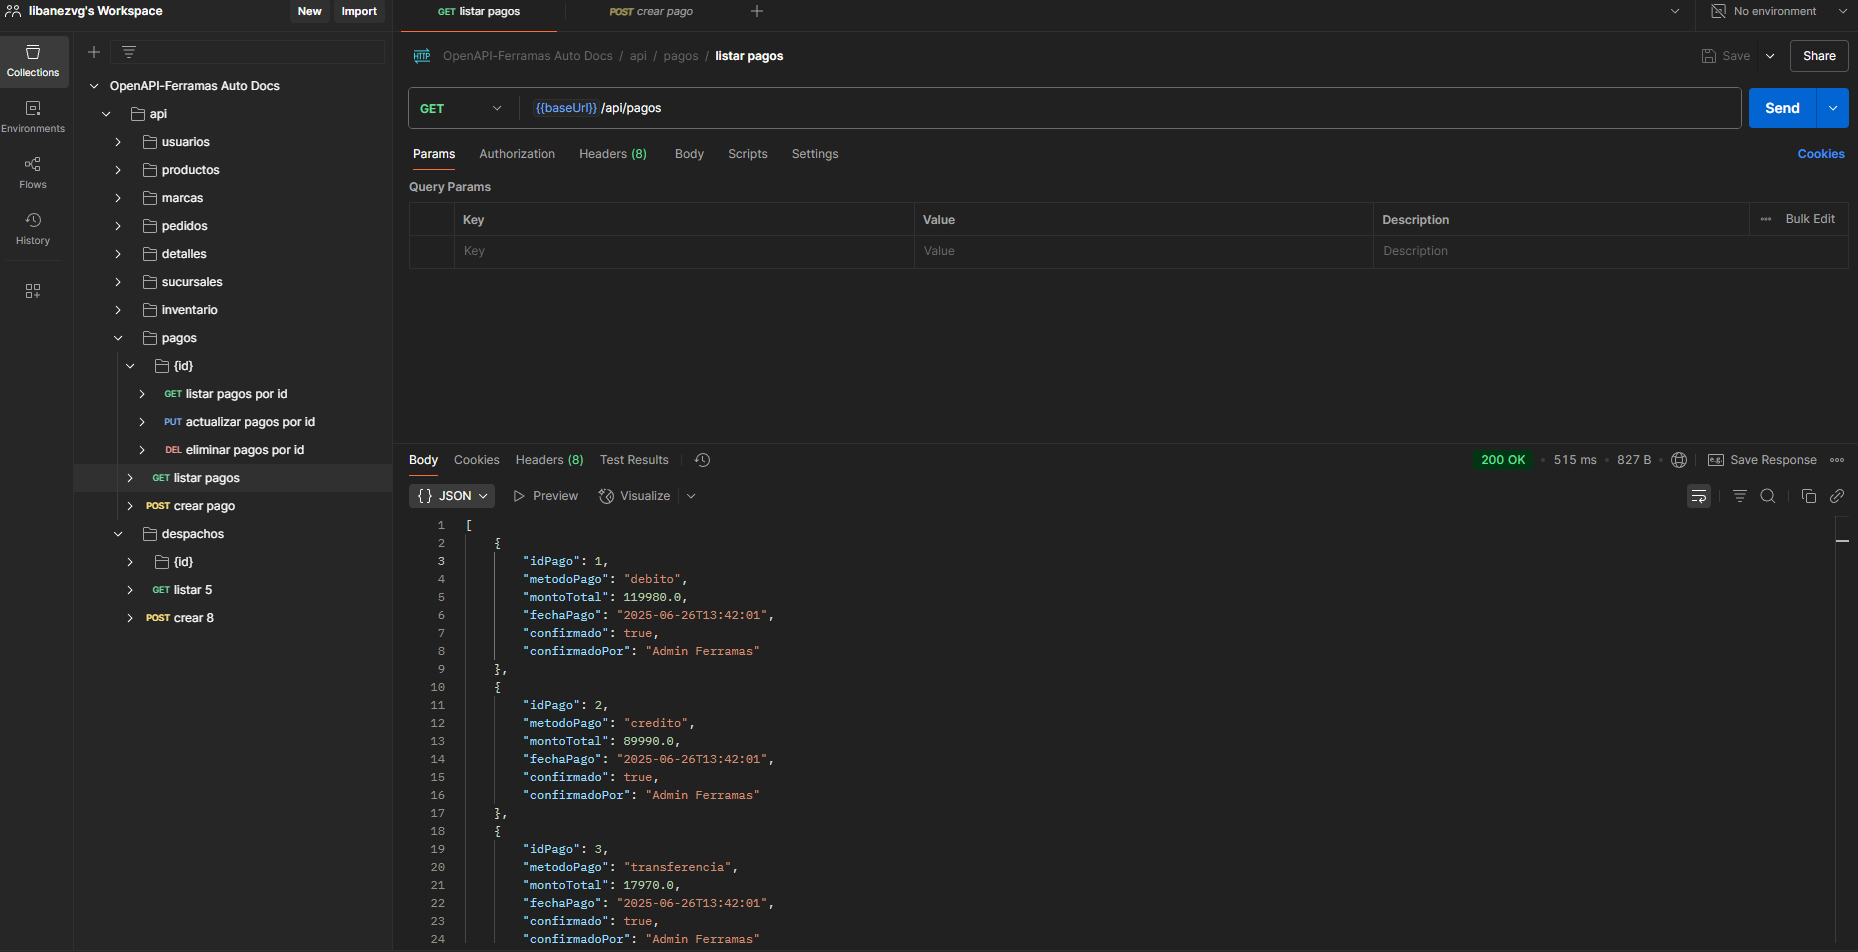 libanezvg's Workspace
New
Import
GET listar pagos
POST crear pago
No environment
Collections
Environments
Flows
History
OpenAPI-Ferramas Auto Docs
api
usuarios
productos
marcas
pedidos
detalles
sucursales
inventario
pagos
{id}
GET listar pagos por id
PUT actualizar pagos por id
DEL eliminar pagos por id
GET listar pagos
POST crear pago
despachos
{id}
GET listar 5
POST crear 8
HTTP OpenAPI-Ferramas Auto Docs / api / pagos / listar pagos
Save
Share
GET
{{baseUrl}} /api/pagos
Send
Params Authorization Headers (8) Body Scripts Settings
Cookies
Query Params
Key Value Description Bulk Edit
Key Value Description
Body Cookies Headers (8) Test Results
200 OK • 515 ms • 827 B
e.g. Save Response
{} JSON Preview Visualize
1 [
2 {
3 "idPago": 1,
4 "metodoPago": "debito",
5 "montoTotal": 119980.0,
6 "fechaPago": "2025-06-26T13:42:01",
7 "confirmado": true,
8 "confirmadoPor": "Admin Ferramas"
9 },
10 {
11 "idPago": 2,
12 "metodoPago": "credito",
13 "montoTotal": 89990.0,
14 "fechaPago": "2025-06-26T13:42:01",
15 "confirmado": true,
16 "confirmadoPor": "Admin Ferramas"
17 },
18 {
19 "idPago": 3,
20 "metodoPago": "transferencia",
21 "montoTotal": 17970.0,
22 "fechaPago": "2025-06-26T13:42:01",
23 "confirmado": true,
24 "confirmadoPor": "Admin Ferramas"